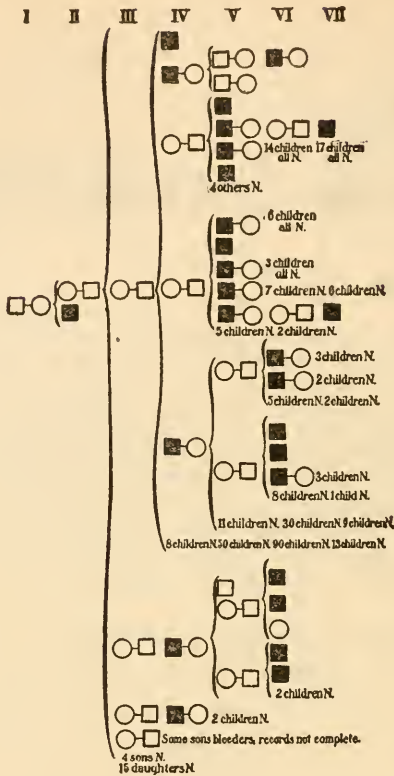 I II III IV V VI VII
14 children 17 children
all N. all N.
4 others N.
6 children
all N.
3 children
all N.
7 children N. 6 children N.
5 children N. 2 children N.
3 children N.
2 children N.
5 children N. 2 children N.
3 children N.
8 children N. 1 child N.
11 children N. 30 children N. 9 children N.
8 children N. 50 children N. 90 children N. 13 children N.
2 children N.
2 children N.
Some sons bleeders, records not complete.
4 sons N.
15 daughters N.